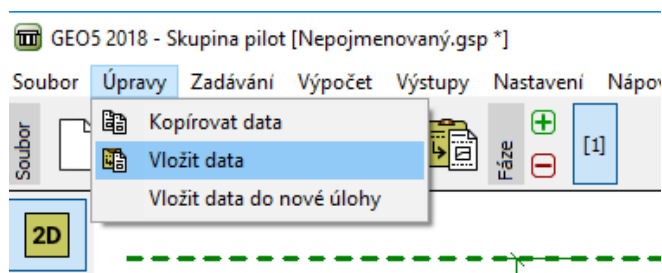 GEO5 2018 - Skupina pilot [Nepojmenovaný.gsp *]
Soubor Úpravy Zadávání Výpočet Výstupy Nastavení
Soubor
Kopírovat data
Vložit data
Vložit data do nové úlohy
Fáze
[1]
2D